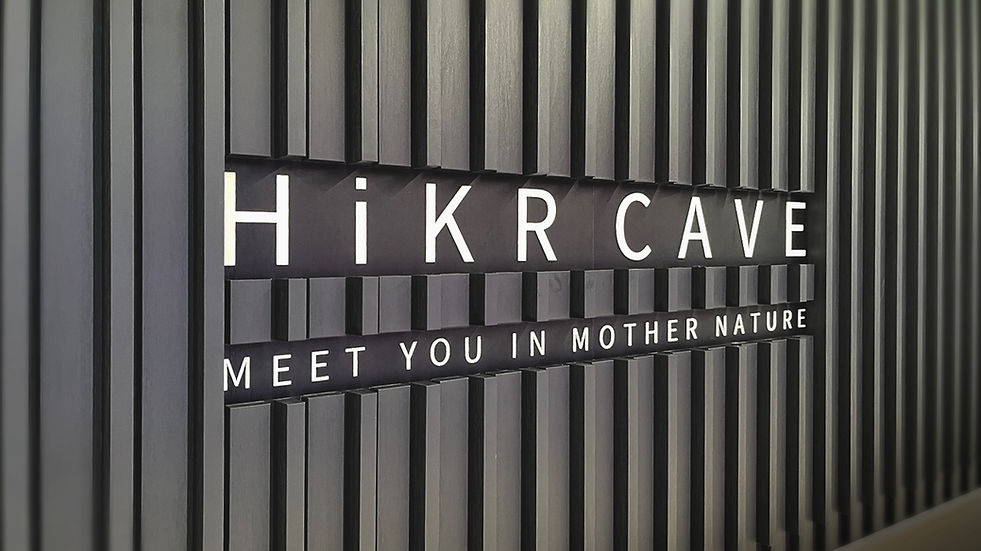 HiKR CAVE
MEET YOU IN MOTHER NATURE